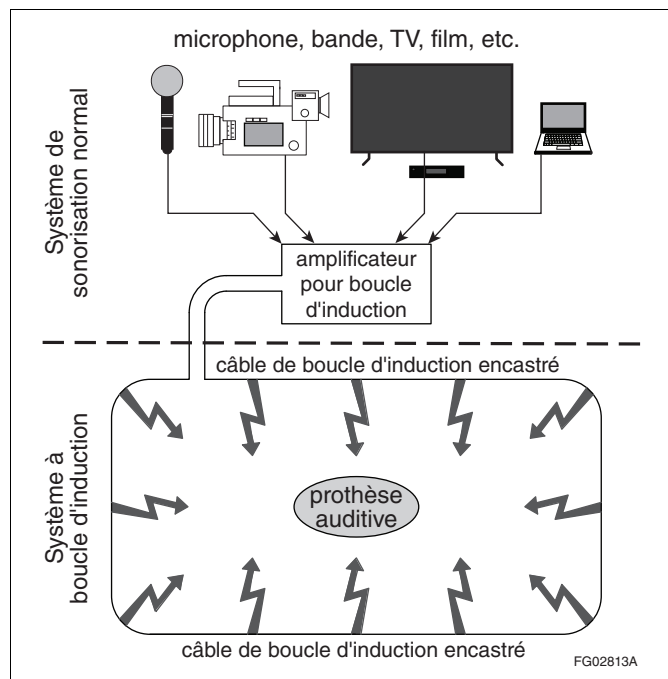 microphone, bande, TV, film, etc.
Système de
sonorisation normal
amplificateur
pour boucle
d'induction
câble de boucle d'induction encastré
Système à
boucle d'induction
prothèse
auditive
câble de boucle d'induction encastré
FG02813A